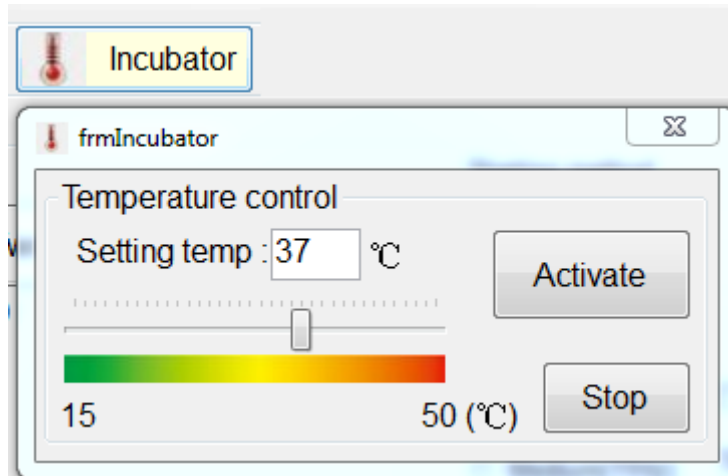 Incubator
frmIncubator
Temperature control
Setting temp : 37 ℃
Activate
15
50 (℃)
Stop